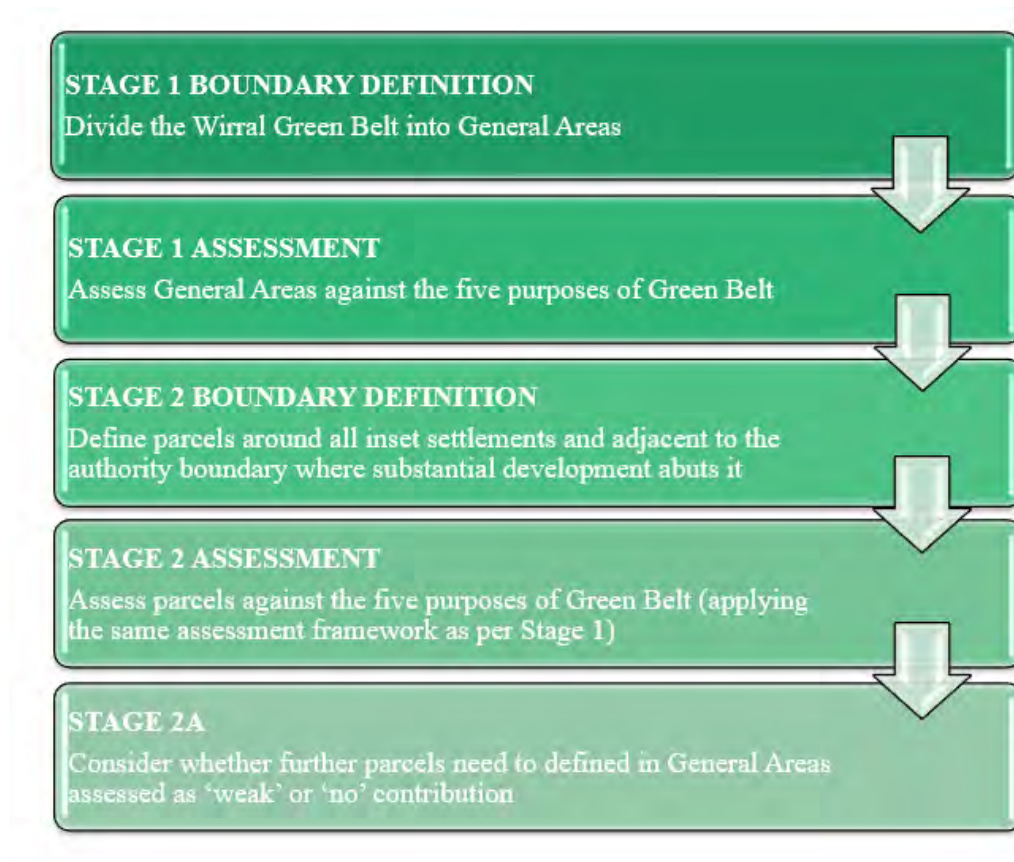 STAGE 1 BOUNDARY DEFINITION
Divide the Wirral Green Belt into General Areas
STAGE 1 ASSESSMENT
Assess General Areas against the five purposes of Green Belt
STAGE 2 BOUNDARY DEFINITION
Define parcels around all inset settlements and adjacent to the
authority boundary where substantial development abuts it
STAGE 2 ASSESSMENT
Assess parcels against the five purposes of Green Belt (applying
the same assessment framework as per Stage 1)
STAGE 2A
Consider whether further parcels need to defined in General Areas
assessed as ‘weak’ or ‘no’ contribution